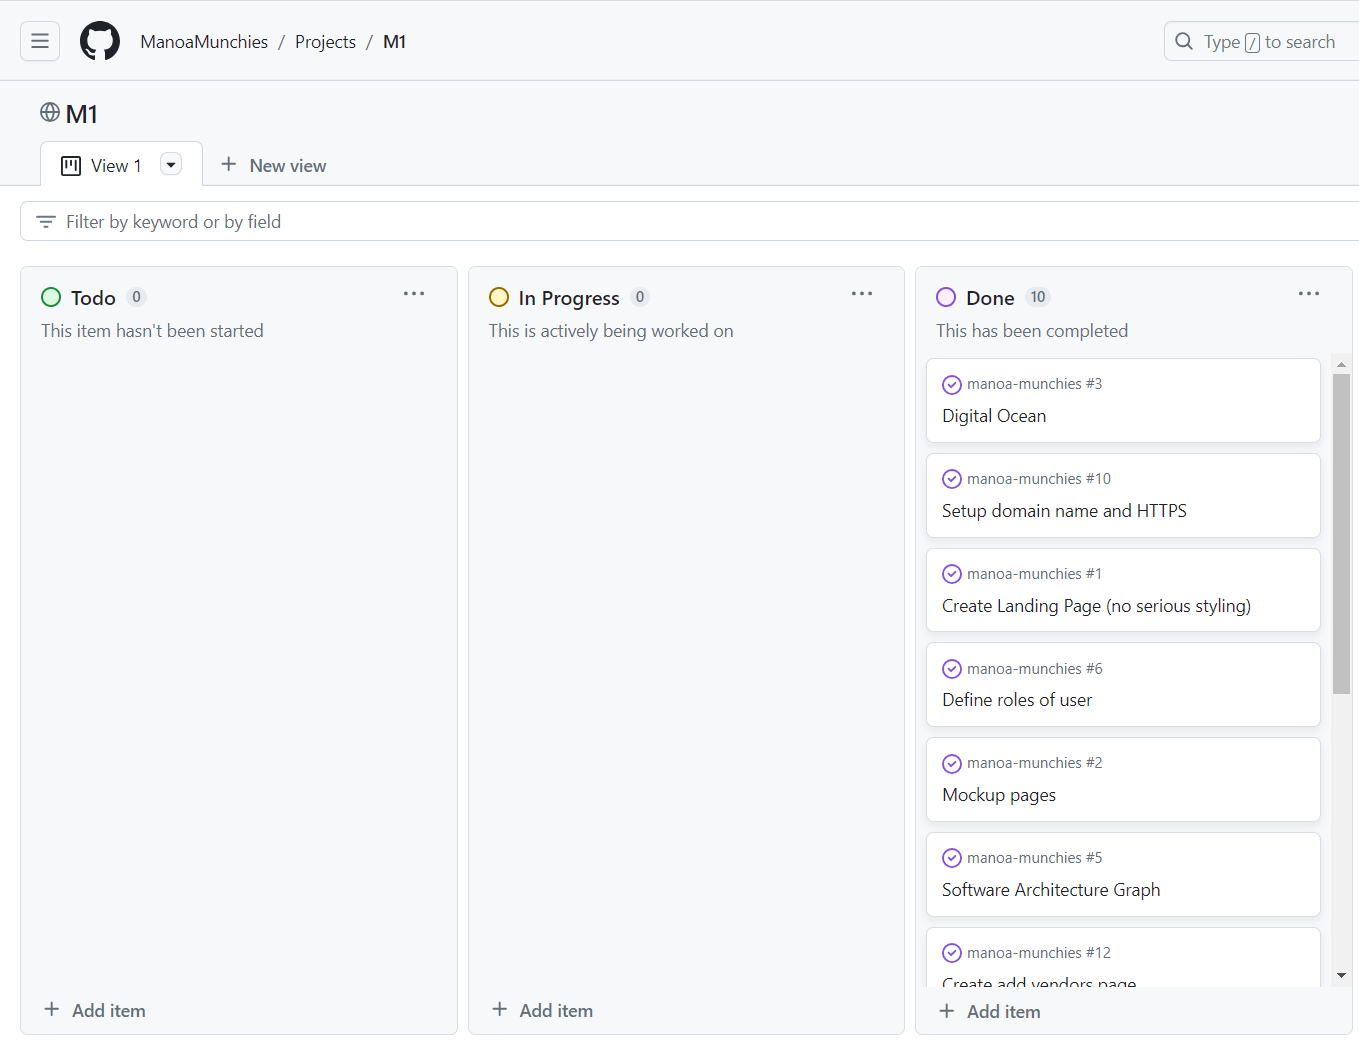 ManoaMunchies / Projects / M1
Type / to search
M1
View 1
New view
Filter by keyword or by field
Todo 0
This item hasn't been started
Add item
In Progress 0
This is actively being worked on
Add item
Done 10
This has been completed
manoa-munchies #3
Digital Ocean
manoa-munchies #10
Setup domain name and HTTPS
manoa-munchies #1
Create Landing Page (no serious styling)
manoa-munchies #6
Define roles of user
manoa-munchies #2
Mockup pages
manoa-munchies #5
Software Architecture Graph
manoa-munchies #12
Create add vendors page
Add item